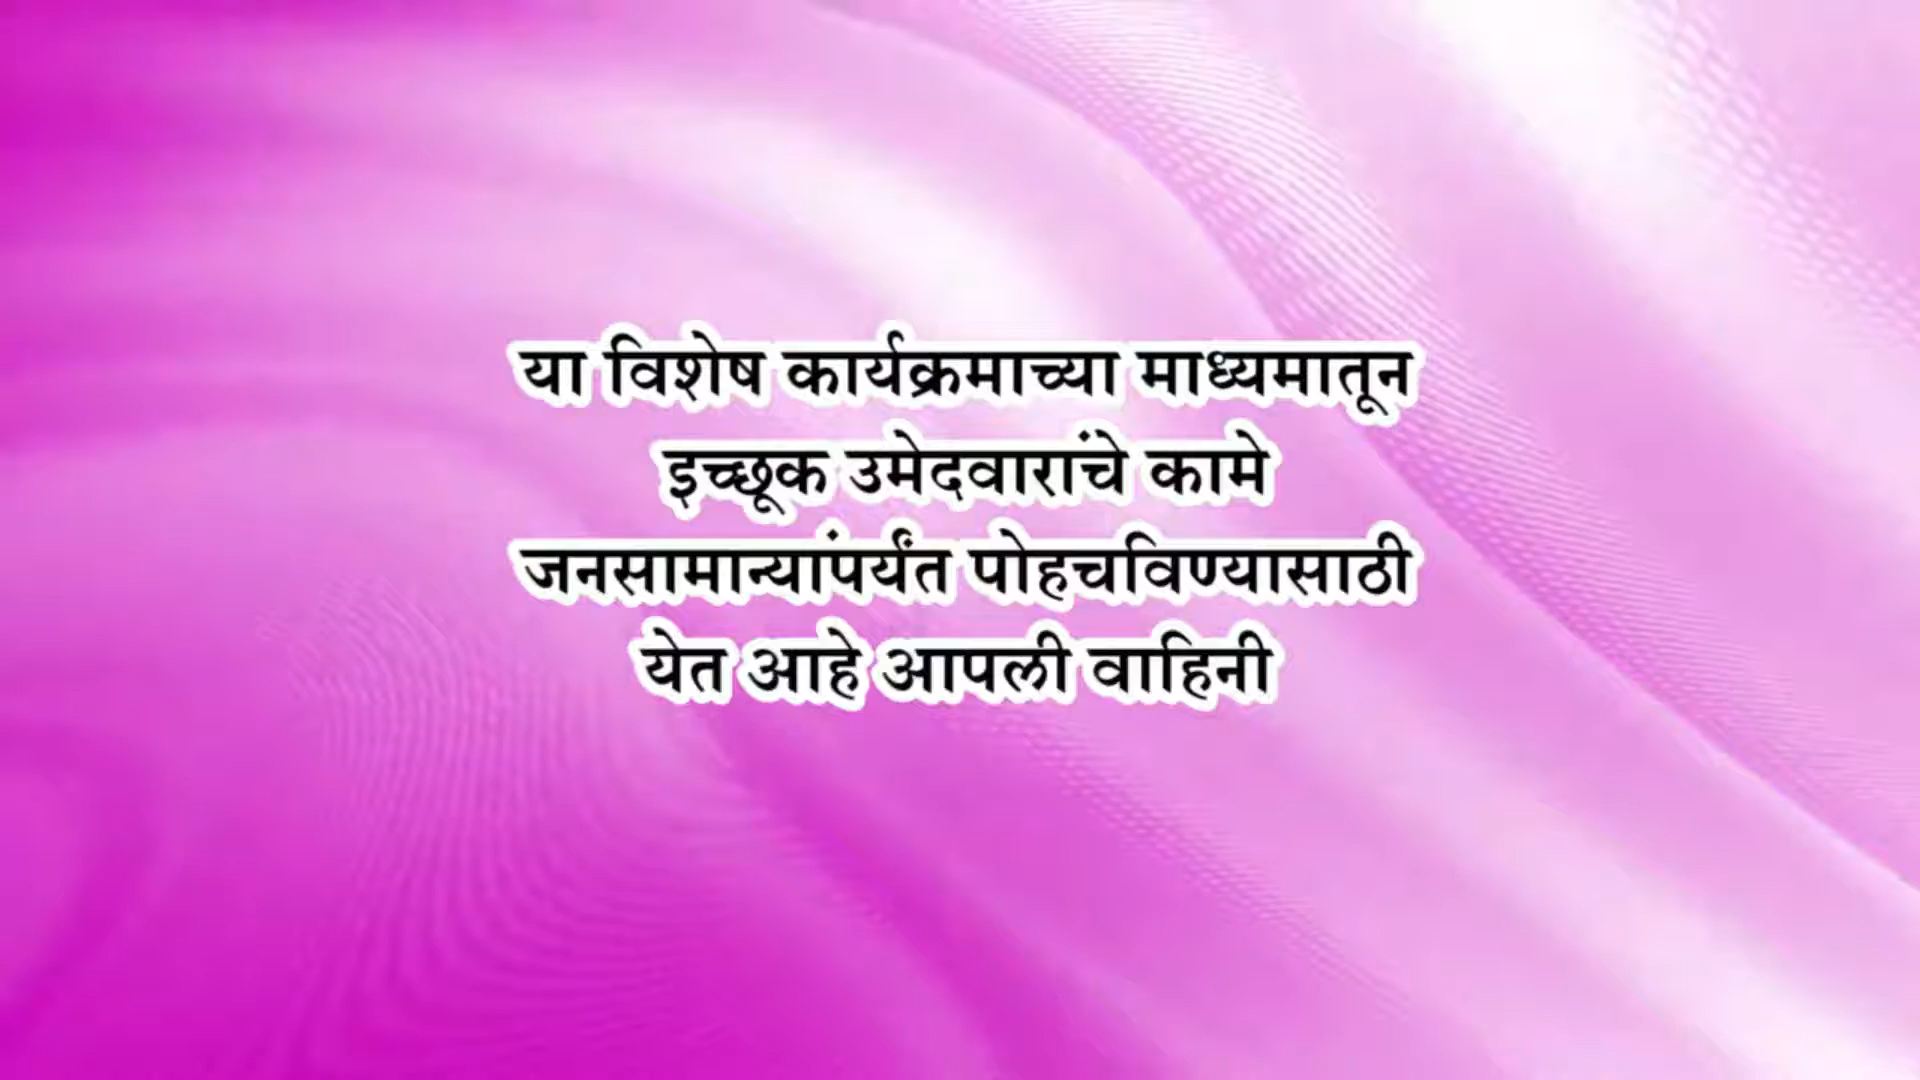 या विशेष कार्यक्रमाच्या माध्यमातून
इच्छूक उमेदवारांचे कामे
जनसामान्यांपर्यंत पोहचविण्यासाठी
येत आहे आपली वाहिनी